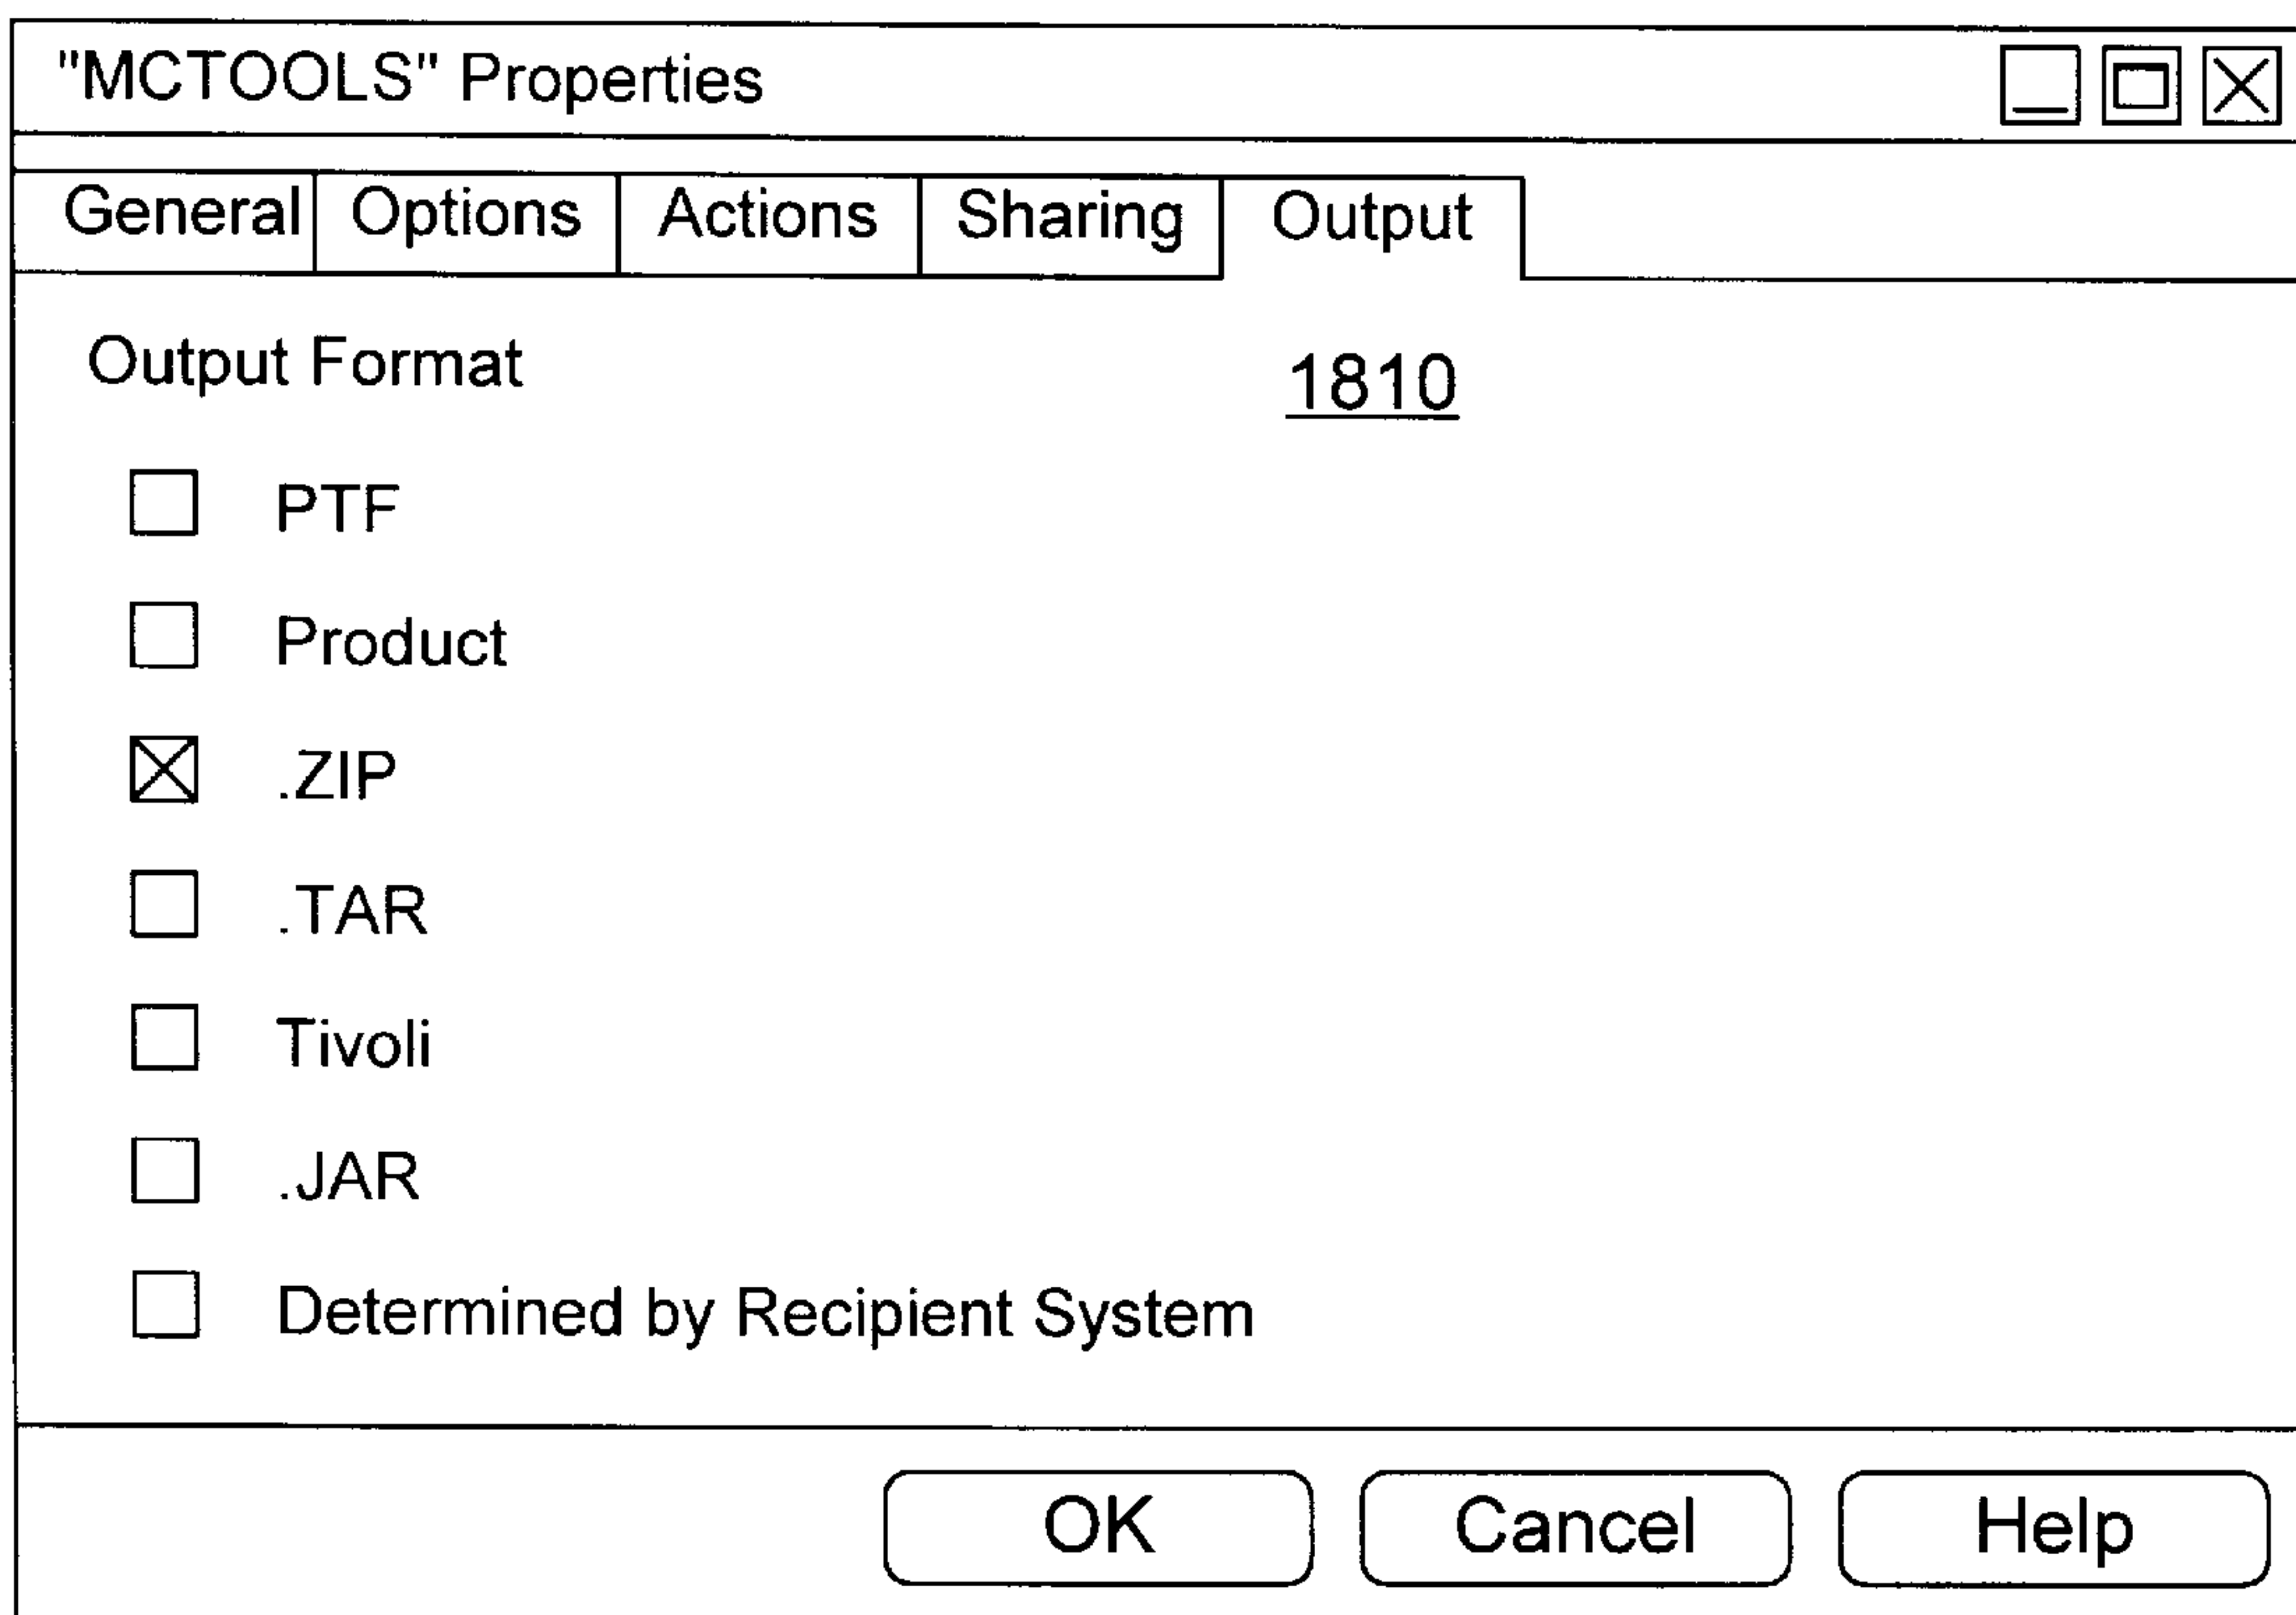 "MCTOOLS" Properties
General Options Actions Sharing Output
Output Format
1810
PTF
Product
.ZIP
.TAR
Tivoli
.JAR
Determined by Recipient System
OK Cancel Help